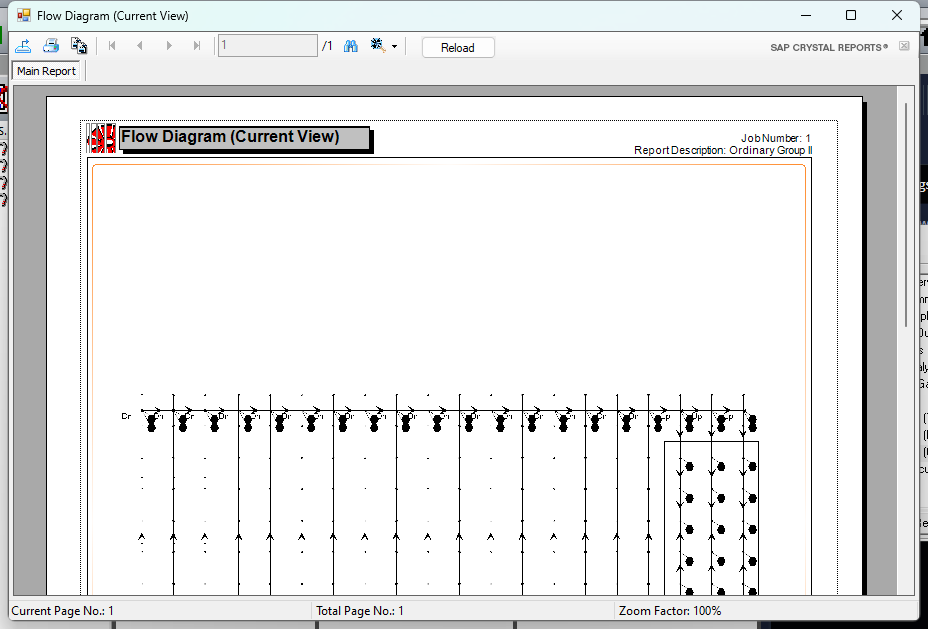 Flow Diagram (Current View)
1 /1 Reload SAP CRYSTAL REPORTS®
Main Report
Flow Diagram (Current View)
Job Number: 1
Report Description: Ordinary Group II
Current Page No.: 1 Total Page No.: 1 Zoom Factor: 100%